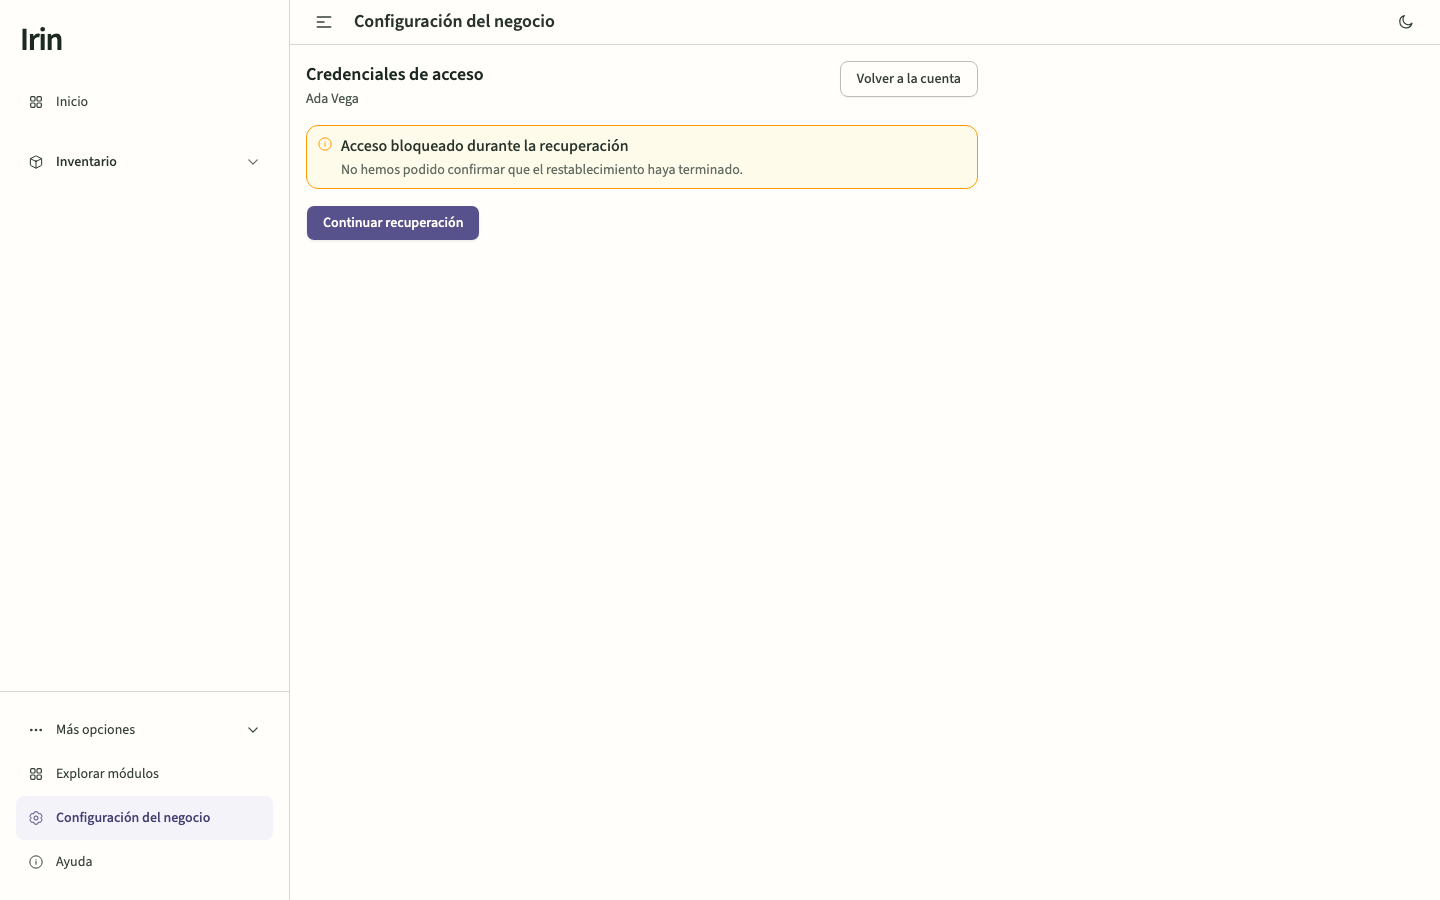 Irin
Inicio
Inventario
Más opciones
Explorar módulos
Configuración del negocio
Ayuda
Configuración del negocio
Credenciales de acceso
Ada Vega
Volver a la cuenta
Acceso bloqueado durante la recuperación
No hemos podido confirmar que el restablecimiento haya terminado.
Continuar recuperación